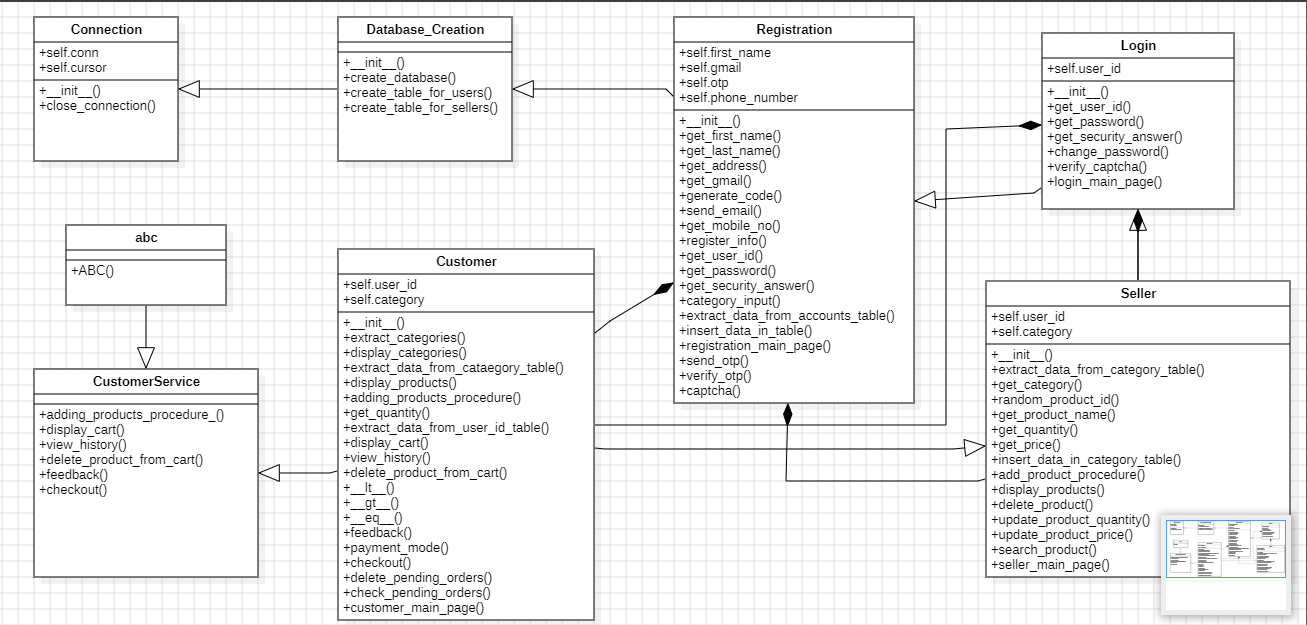 Connection
+self.conn
+self.cursor
+__init__()
+close_connection()
Database_Creation
+__init__()
+create_database()
+create_table_for_users()
+create_table_for_sellers()
Registration
+self.first_name
+self.gmail
+self.otp
+self.phone_number
+__init__()
+get_first_name()
+get_last_name()
+get_address()
+get_gmail()
+generate_code()
+send_email()
+get_mobile_no()
+register_info()
+get_user_id()
+get_password()
+get_security_answer()
+category_input()
+extract_data_from_accounts_table()
+insert_data_in_table()
+registration_main_page()
+send_otp()
+verify_otp()
+captcha()
Login
+self.user_id
+__init__()
+get_user_id()
+get_password()
+get_security_answer()
+change_password()
+verify_captcha()
+login_main_page()
abc
+ABC()
CustomerService
+adding_products_procedure_()
+display_cart()
+view_history()
+delete_product_from_cart()
+feedback()
+checkout()
Customer
+self.user_id
+self.category
+__init__()
+extract_categories()
+display_categories()
+extract_data_from_cataegory_table()
+display_products()
+adding_products_procedure()
+get_quantity()
+extract_data_from_user_id_table()
+display_cart()
+view_history()
+delete_product_from_cart()
+__lt__()
+__gt__()
+__eq__()
+feedback()
+payment_mode()
+checkout()
+delete_pending_orders()
+check_pending_orders()
+customer_main_page()
Seller
+self.user_id
+self.category
+__init__()
+extract_data_from_category_table()
+get_category()
+random_product_id()
+get_product_name()
+get_quantity()
+get_price()
+insert_data_in_category_table()
+add_product_procedure()
+display_products()
+delete_product()
+update_product_quantity()
+update_product_price()
+search_product()
+seller_main_page()